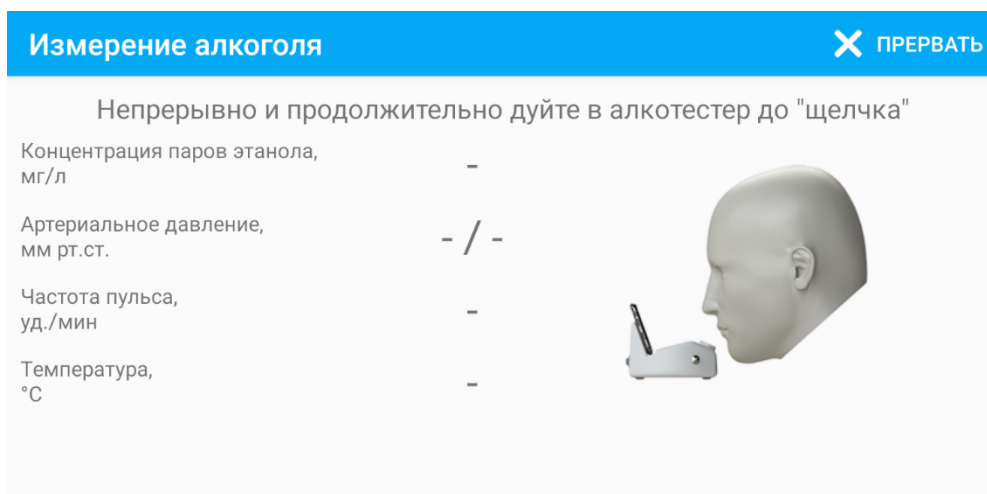 Измерение алкоголя
ПРЕРВАТЬ
Непрерывно и продолжительно дуйте в алкотестер до "щелчка"
Концентрация паров этанола,
мг/л
-
Артериальное давление,
мм рт.ст.
- / -
Частота пульса,
уд./мин
-
Температура,
°C
-